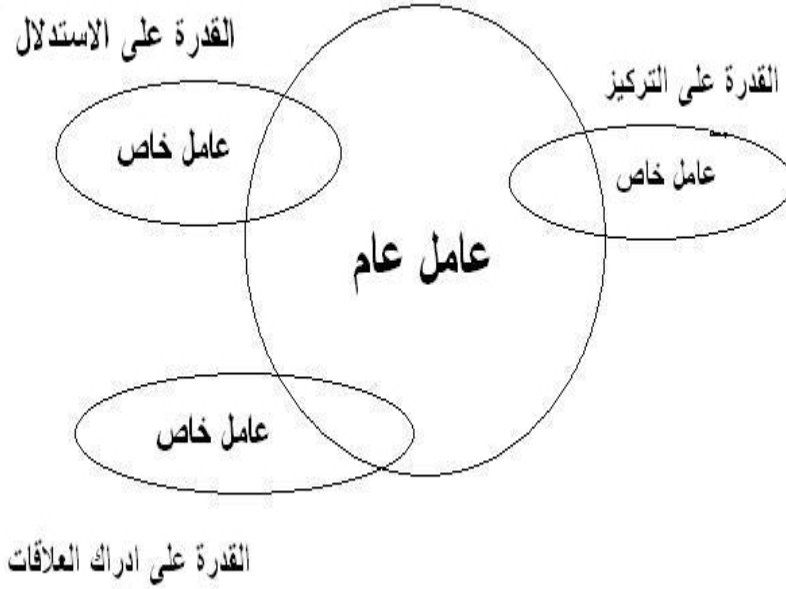 القدرة على الاستدلال
القدرة على التركيز
عامل خاص
عامل خاص
عامل عام
عامل خاص
القدرة على ادراك العلاقات